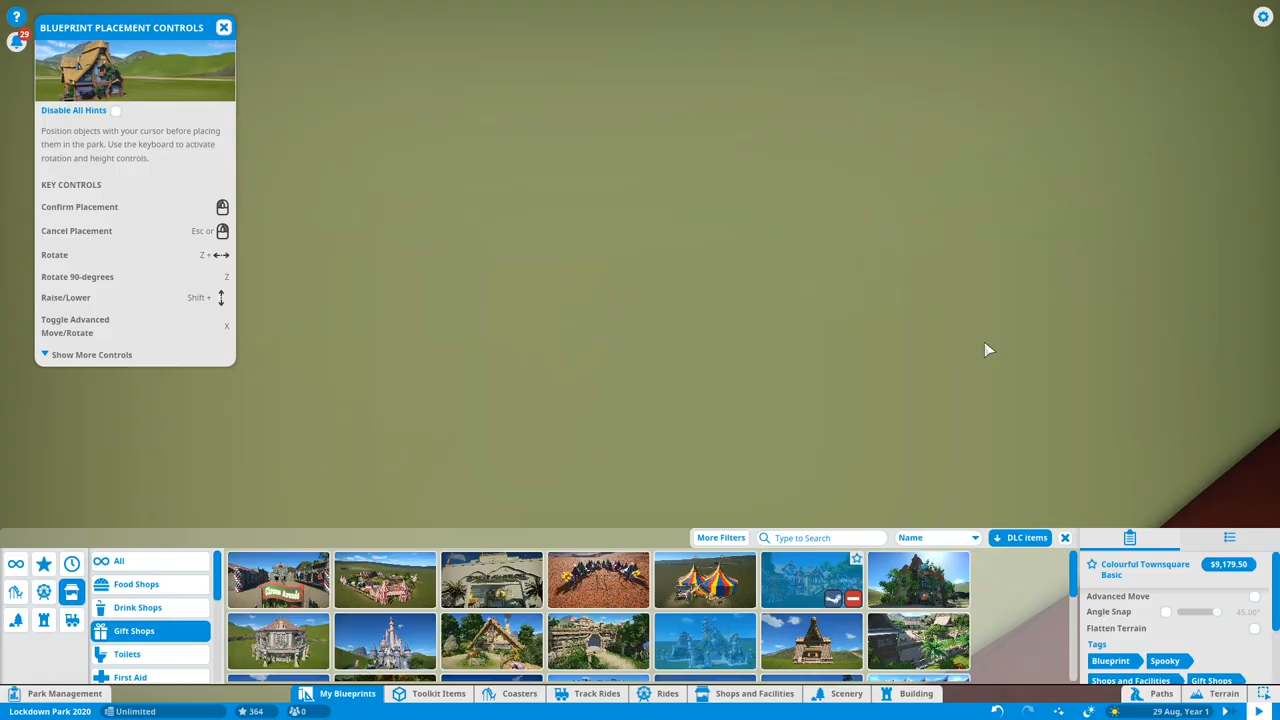 ?
29
BLUEPRINT PLACEMENT CONTROLS
Disable All Hints
Position objects with your cursor before placing
them in the park. Use the keyboard to activate
rotation and height controls.
KEY CONTROLS
Confirm Placement
Cancel Placement Esc or
Rotate Z +
Rotate 90-degrees Z
Raise/Lower Shift +
Toggle Advanced
Move/Rotate X
Show More Controls
More Filters Type to Search Name DLC items
All
Food Shops
Drink Shops
Gift Shops
Toilets
First Aid
Colourful Townsquare
Basic
$9,179.50
Advanced Move
Angle Snap 45.00°
Flatten Terrain
Tags
Blueprint Spooky
Shops and Facilities Gift Shops
Park Management My Blueprints Toolkit Items Coasters Track Rides Rides Shops and Facilities Scenery Building Paths Terrain
Lockdown Park 2020 Unlimited 364 0 29 Aug, Year 1